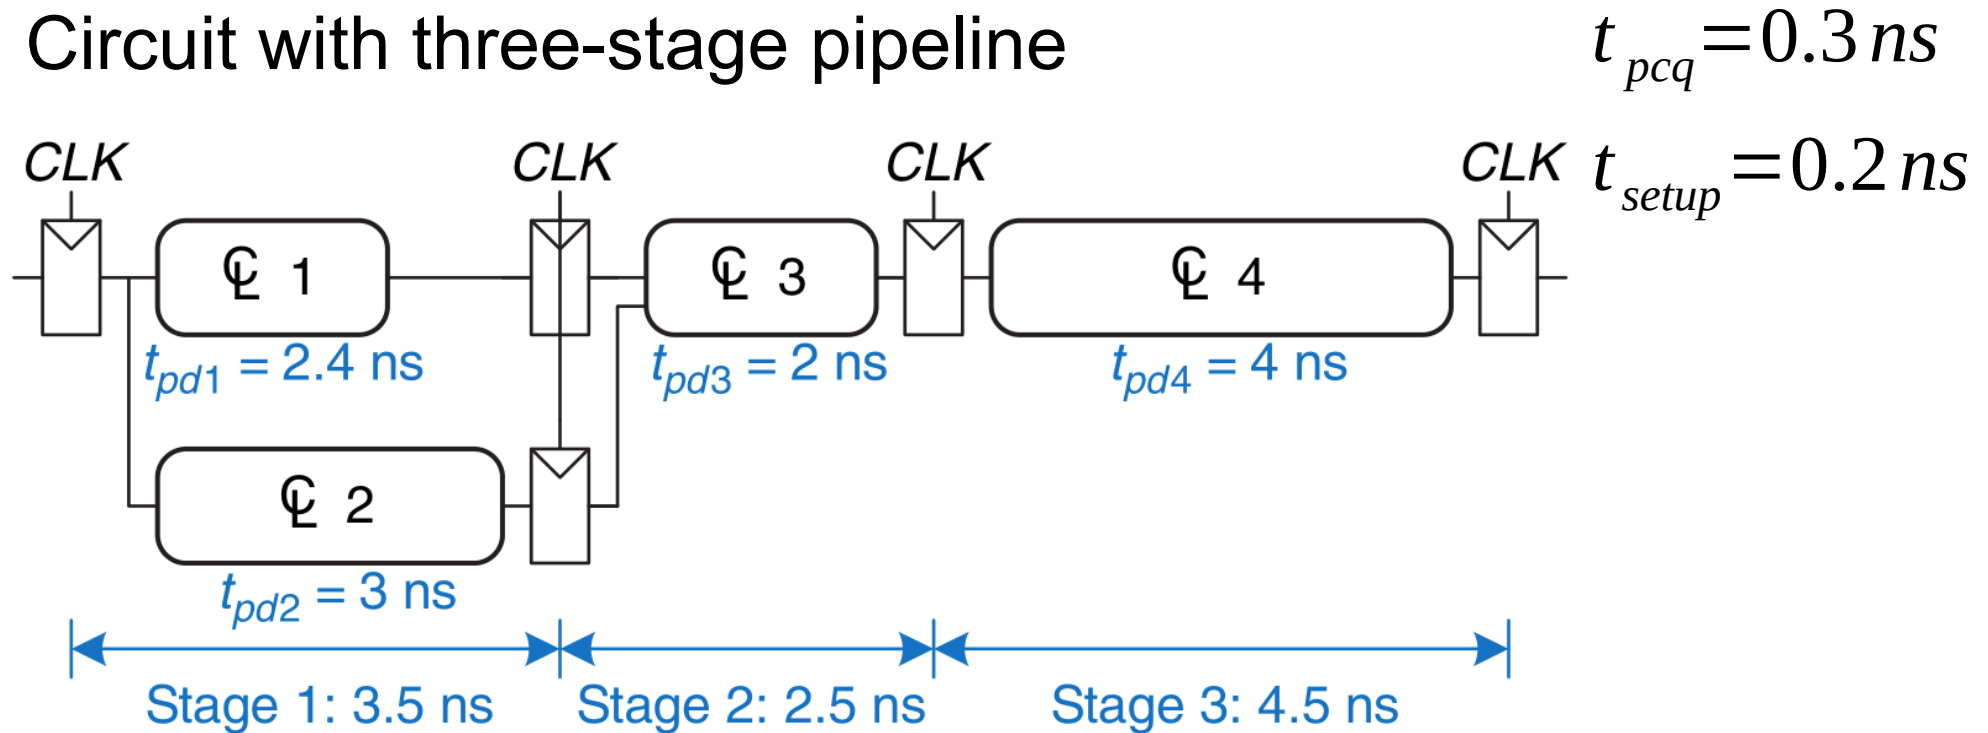 Circuit with three-stage pipeline
t pcq = 0.3 ns
t setup = 0.2 ns
CLK CLK CLK CLK
CL 1 CL 3 CL 4
tpd1 = 2.4 ns tpd3 = 2 ns tpd4 = 4 ns
CL 2
tpd2 = 3 ns
Stage 1: 3.5 ns Stage 2: 2.5 ns Stage 3: 4.5 ns